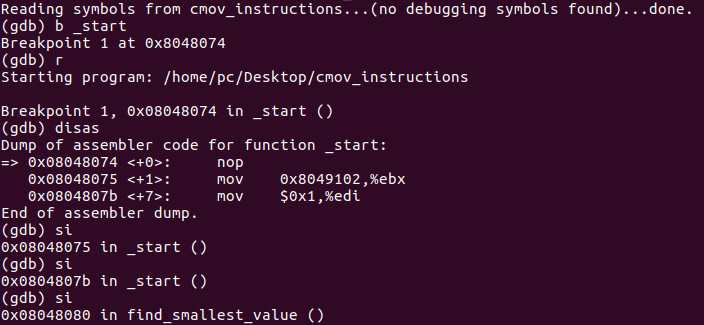 Reading symbols from cmov_instructions...(no debugging symbols found)...done.
(gdb) b _start
Breakpoint 1 at 0x8048074
(gdb) r
Starting program: /home/pc/Desktop/cmov_instructions
Breakpoint 1, 0x08048074 in _start ()
(gdb) disas
Dump of assembler code for function _start:
=> 0x08048074 <+0>:     nop
   0x08048075 <+1>:     mov    0x8049102,%ebx
   0x0804807b <+7>:     mov    $0x1,%edi
End of assembler dump.
(gdb) si
0x08048075 in _start ()
(gdb) si
0x0804807b in _start ()
(gdb) si
0x08048080 in find_smallest_value ()